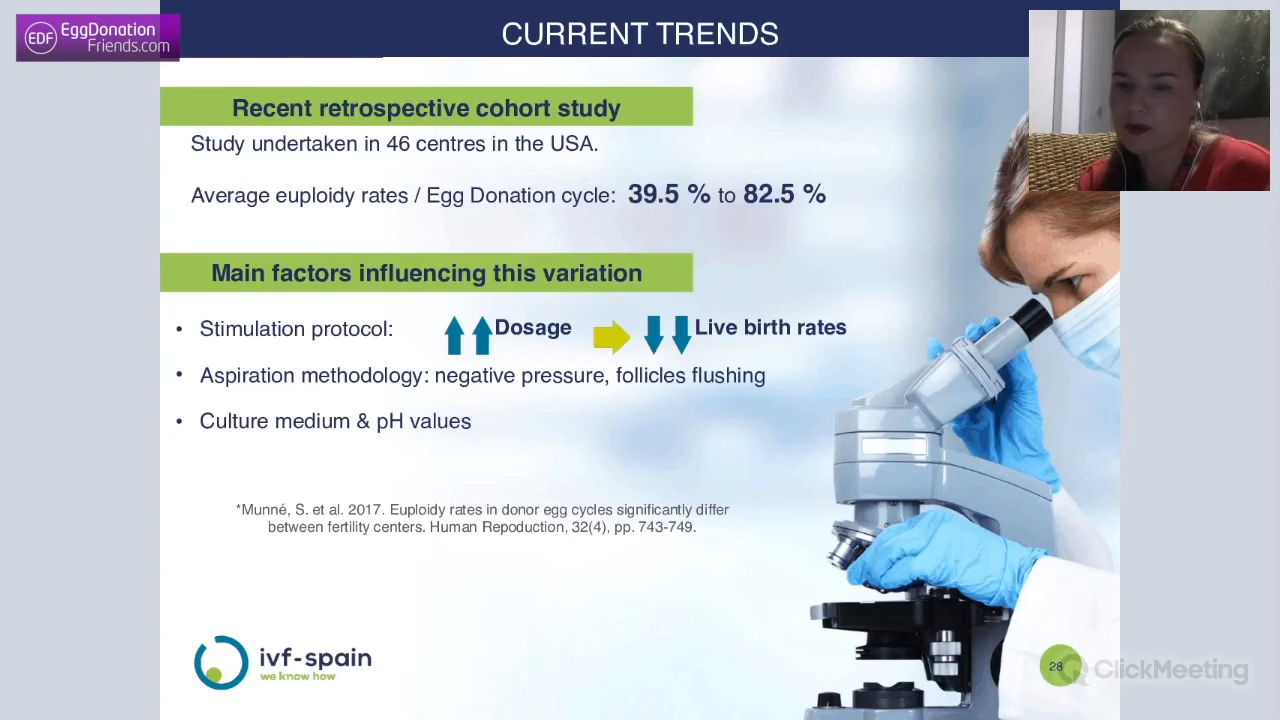 EDF EggDonation
Friends.com
CURRENT TRENDS
Recent retrospective cohort study
Study undertaken in 46 centres in the USA.
Average euploidy rates / Egg Donation cycle: 39.5 % to 82.5 %
Main factors influencing this variation
• Stimulation protocol: Dosage Live birth rates
• Aspiration methodology: negative pressure, follicles flushing
• Culture medium & pH values
*Munné, S. et al. 2017. Euploidy rates in donor egg cycles significantly differ
between fertility centers. Human Repoduction, 32(4), pp. 743-749.
ivf-spain
we know how
28
ClickMeeting